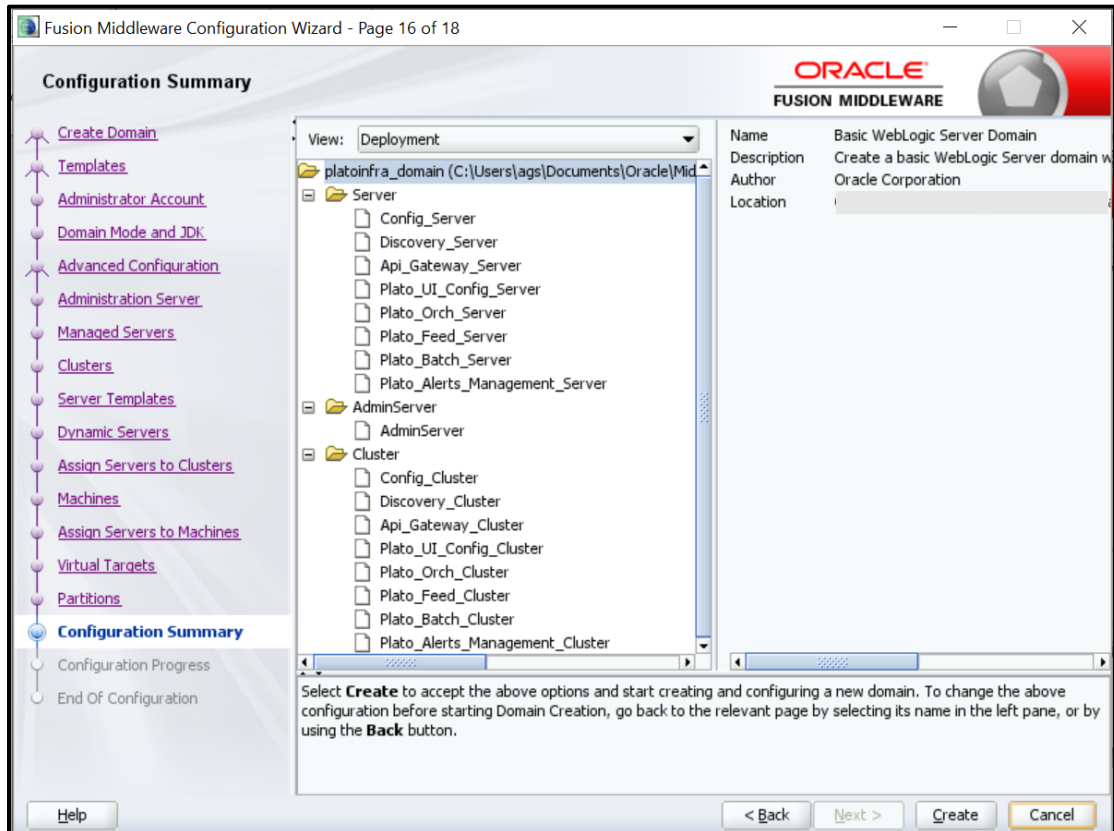 Fusion Middleware Configuration Wizard - Page 16 of 18
Configuration Summary
ORACLE
FUSION MIDDLEWARE
Create Domain
Templates
Administrator Account
Domain Mode and JDK
Advanced Configuration
Administration Server
Managed Servers
Clusters
Server Templates
Dynamic Servers
Assign Servers to Clusters
Machines
Assign Servers to Machines
Virtual Targets
Partitions
Configuration Summary
Configuration Progress
End Of Configuration
View: Deployment
platoinfra_domain (C:\Users\ags\Documents\Oracle\Mid
Server
Config_Server
Discovery_Server
Api_Gateway_Server
Plato_UI_Config_Server
Plato_Orch_Server
Plato_Feed_Server
Plato_Batch_Server
Plato_Alerts_Management_Server
AdminServer
AdminServer
Cluster
Config_Cluster
Discovery_Cluster
Api_Gateway_Cluster
Plato_UI_Config_Cluster
Plato_Orch_Cluster
Plato_Feed_Cluster
Plato_Batch_Cluster
Plato_Alerts_Management_Cluster
Name Basic WebLogic Server Domain
Description Create a basic WebLogic Server domain w
Author Oracle Corporation
Location
Select Create to accept the above options and start creating and configuring a new domain. To change the above
configuration before starting Domain Creation, go back to the relevant page by selecting its name in the left pane, or by
using the Back button.
Help
< Back Next > Create Cancel